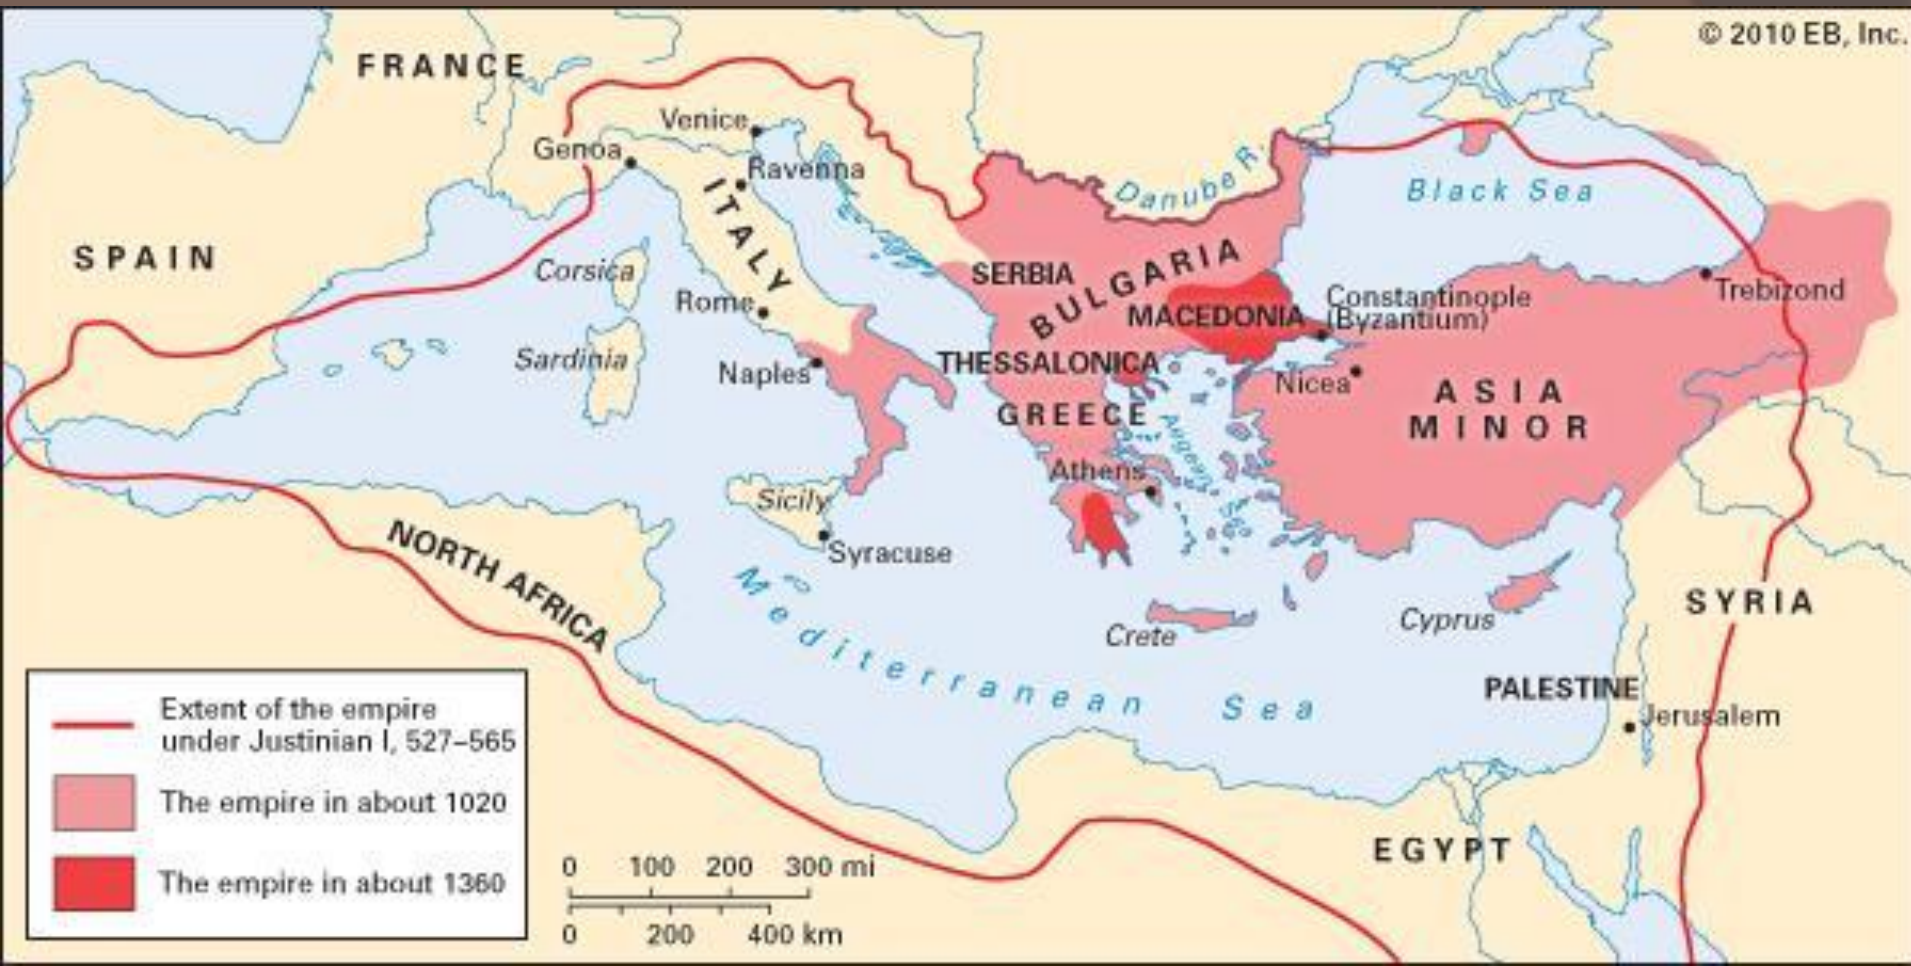 © 2010 EB, Inc.
FRANCE
Venice
Genoa
Ravenna
Danube R.
Black Sea
ITALY
SPAIN
Corsica
SERBIA
BULGARIA
Rome
MACEDONIA
Constantinople
(Byzantium)
Trebizond
Sardinia
Naples
THESSALONICA
Nicea
ASIA
MINOR
GREECE
Aegean
Sea
Athens
Sicily
Syracuse
NORTH AFRICA
Mediterranean Sea
Crete
Cyprus
SYRIA
PALESTINE
Jerusalem
EGYPT
Extent of the empire
under Justinian I, 527–565
The empire in about 1020
The empire in about 1360
0 100 200 300 mi
0 200 400 km